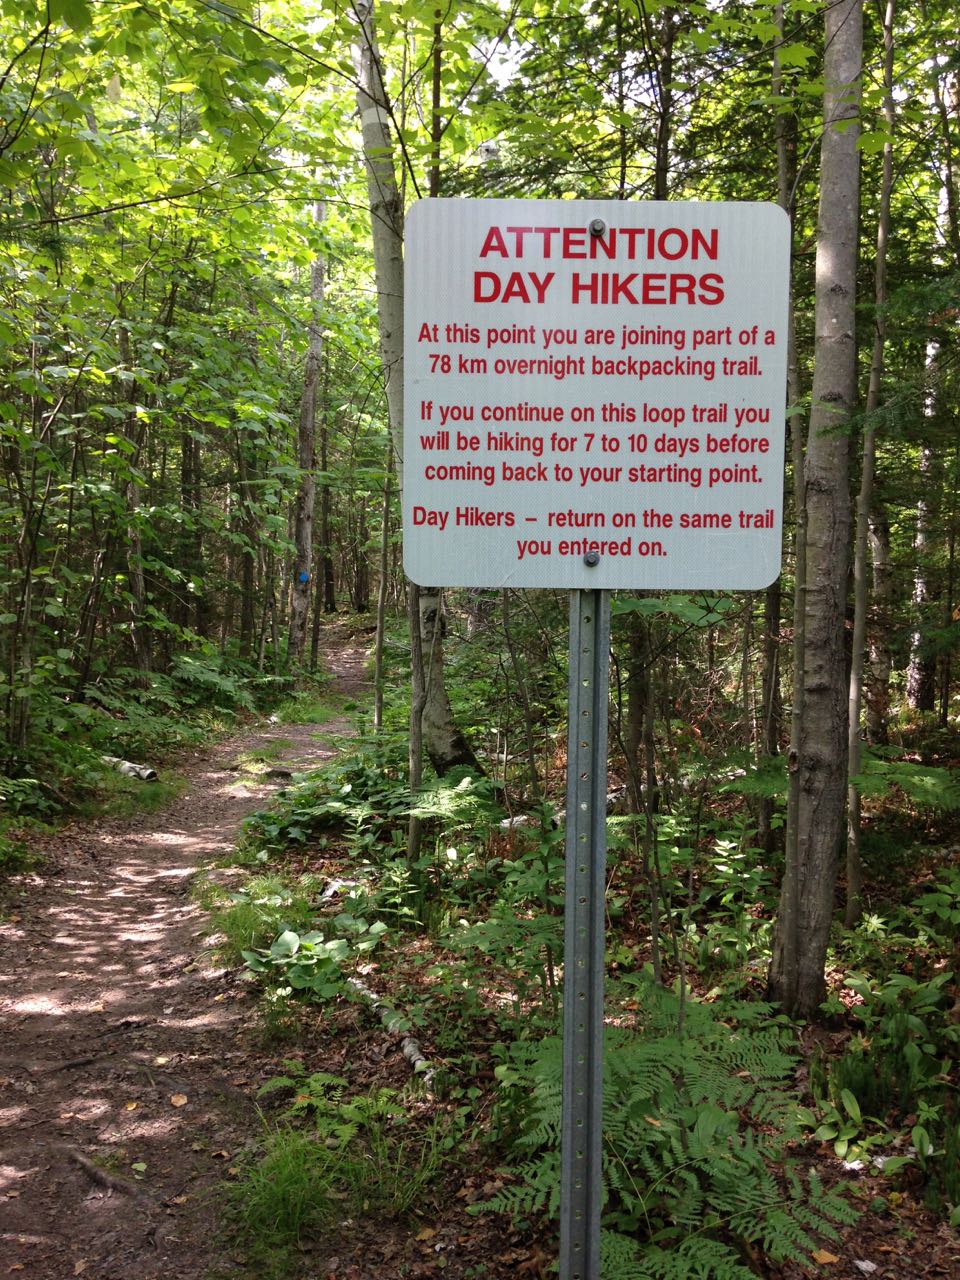 ATTENTION
DAY HIKERS
At this point you are joining part of a
78 km overnight backpacking trail.
If you continue on this loop trail you
will be hiking for 7 to 10 days before
coming back to your starting point.
Day Hikers – return on the same trail
you entered on.